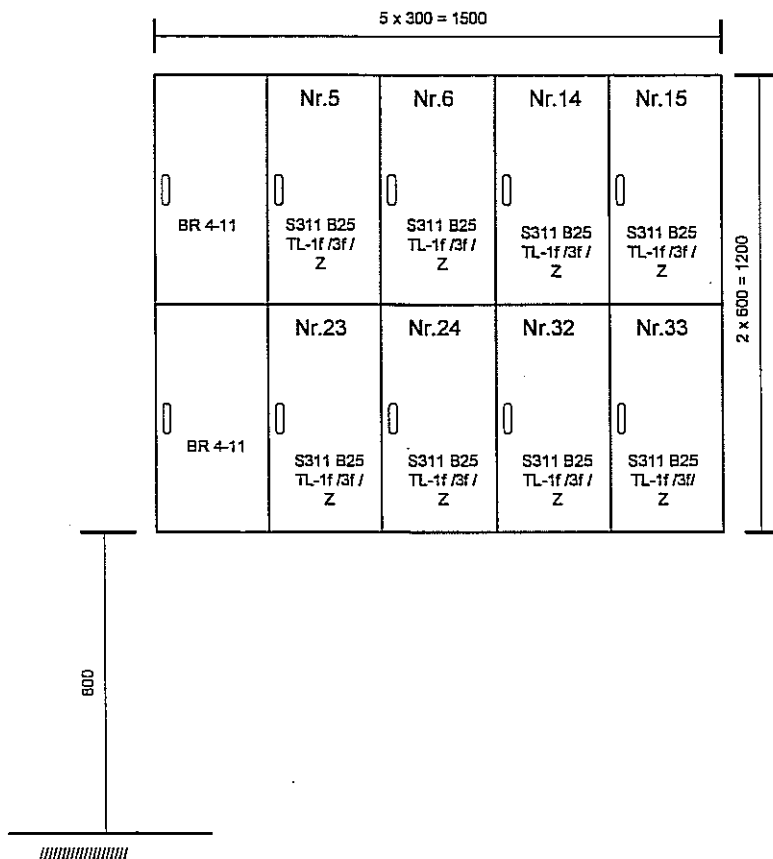 5 x 300 = 1500
Nr.5
Nr.6
Nr.14
Nr.15
BR 4-11
S311 B25
TL-1f /3f /
Z
S311 B25
TL-1f /3f /
Z
S311 B25
TL-1f /3f /
Z
S311 B25
TL-1f /3f /
Z
2 x 600 = 1200
Nr.23
Nr.24
Nr.32
Nr.33
BR 4-11
S311 B25
TL-1f /3f /
Z
S311 B25
TL-1f /3f /
Z
S311 B25
TL-1f /3f /
Z
S311 B25
TL-1f /3f /
Z
800